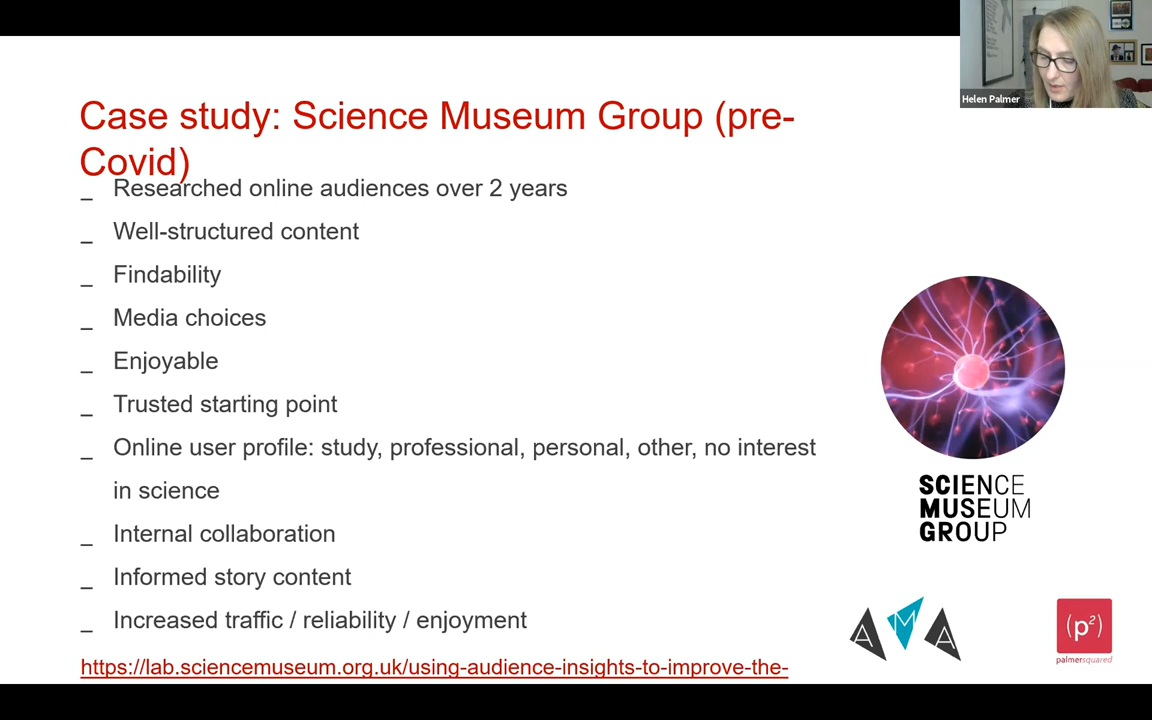 Helen Palmer
Case study: Science Museum Group (pre-
Covid)
_ Researched online audiences over 2 years
_ Well-structured content
_ Findability
_ Media choices
_ Enjoyable
_ Trusted starting point
_ Online user profile: study, professional, personal, other, no interest
in science
_ Internal collaboration
_ Informed story content
_ Increased traffic / reliability / enjoyment
https://lab.sciencemuseum.org.uk/using-audience-insights-to-improve-the-
SCIENCE
MUSEUM
GROUP
AMA
(p²)
palmersquared